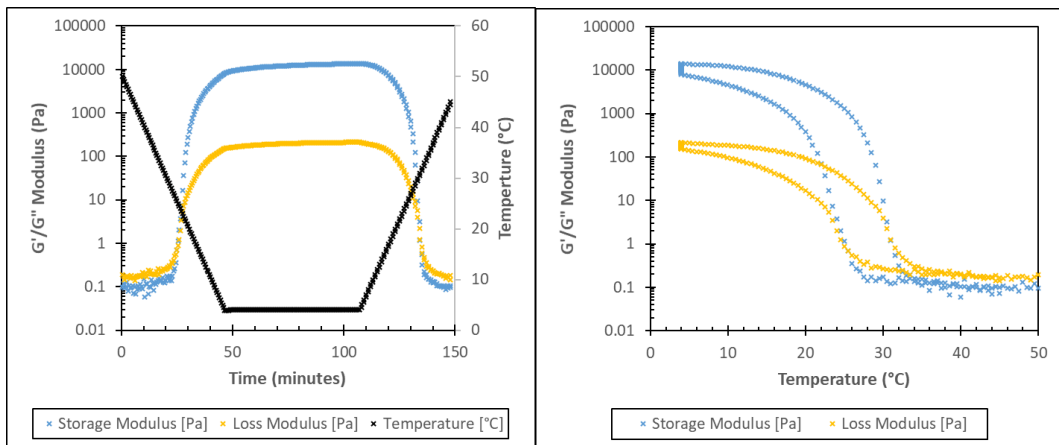 100000
10000
1000
100
10
1
0.1
0.01
G'/G'' Modulus (Pa)
60
50
40
30
20
10
0
Temperture (°C)
0 50 100 150
Time (minutes)
Storage Modulus [Pa] Loss Modulus [Pa] Temperature [°C]
100000
10000
1000
100
10
1
0.1
0.01
G'/G'' Modulus (Pa)
0 10 20 30 40 50
Temperature (°C)
Storage Modulus [Pa] Loss Modulus [Pa]